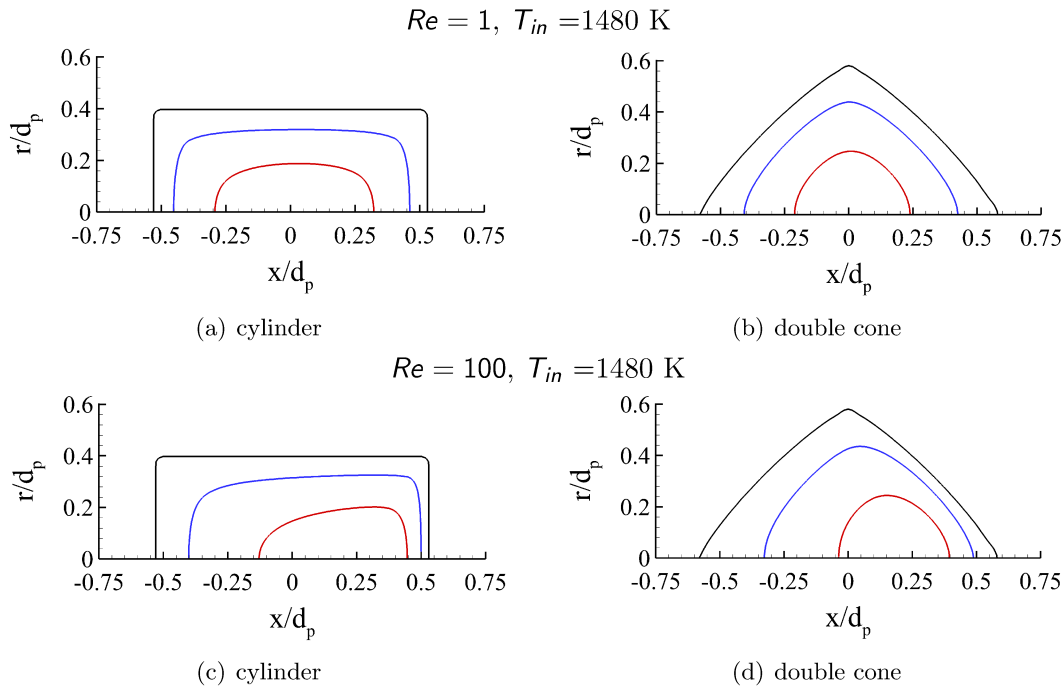 Re = 1, T_in =1480 K
0.6
0.4
0.2
0
r/d_p
-0.75 -0.5 -0.25 0 0.25 0.5 0.75
x/d_p
(a) cylinder
0.6
0.4
0.2
0
r/d_p
-0.75 -0.5 -0.25 0 0.25 0.5 0.75
x/d_p
(b) double cone
Re = 100, T_in =1480 K
0.6
0.4
0.2
0
r/d_p
-0.75 -0.5 -0.25 0 0.25 0.5 0.75
x/d_p
(c) cylinder
0.6
0.4
0.2
0
r/d_p
-0.75 -0.5 -0.25 0 0.25 0.5 0.75
x/d_p
(d) double cone